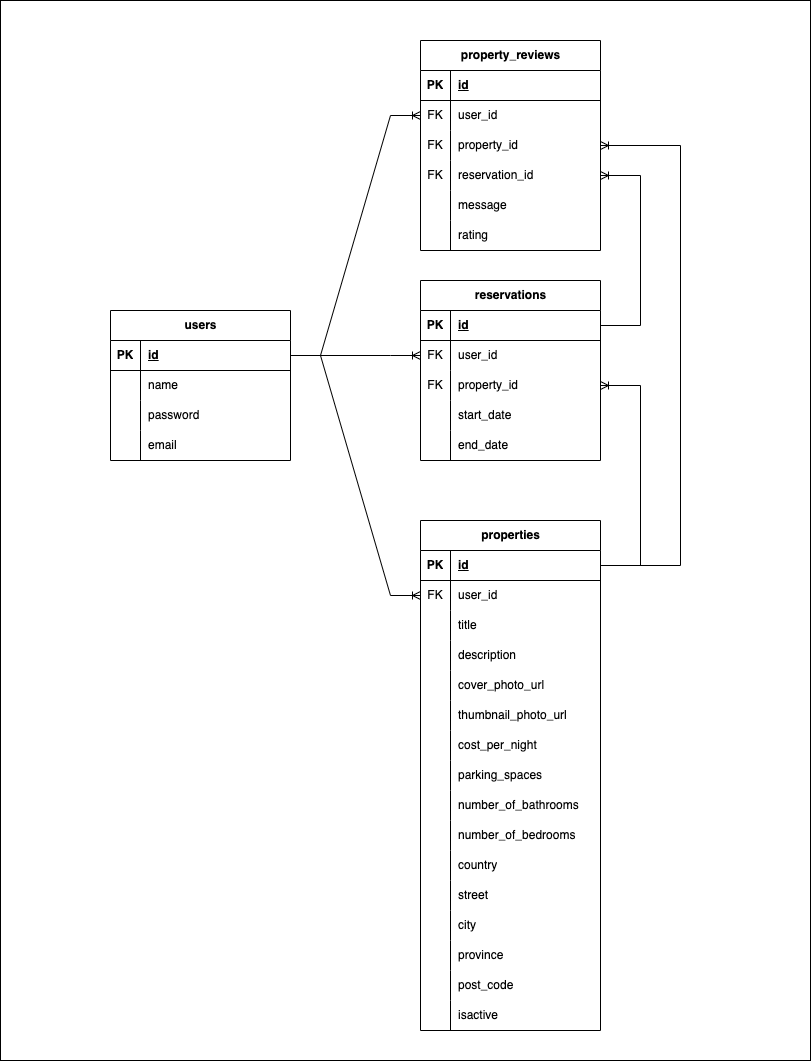 property_reviews
PK id
FK user_id
FK property_id
FK reservation_id
message
rating
reservations
PK id
FK user_id
FK property_id
start_date
end_date
users
PK id
name
password
email
properties
PK id
FK user_id
title
description
cover_photo_url
thumbnail_photo_url
cost_per_night
parking_spaces
number_of_bathrooms
number_of_bedrooms
country
street
city
province
post_code
isactive